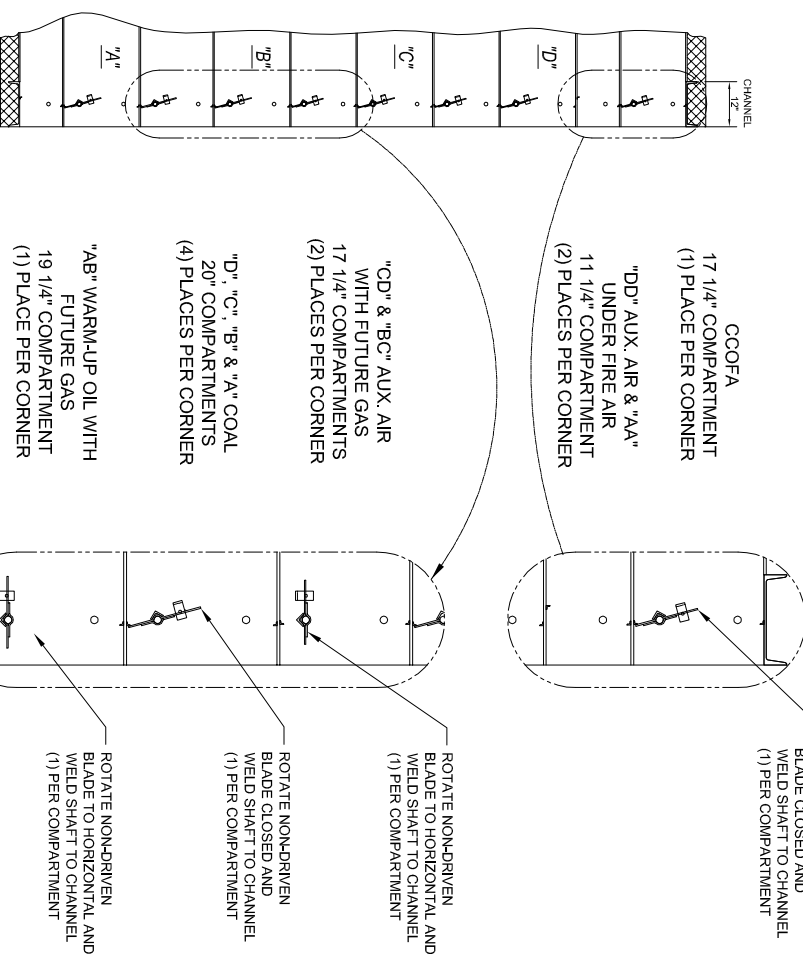 CHANNEL
12"
"D"
"C"
"B"
"A"
CCOFA
17 1/4" COMPARTMENT
(1) PLACE PER CORNER
"DD" AUX. AIR & "AA"
UNDER FIRE AIR
11 1/4" COMPARTMENT
(2) PLACES PER CORNER
"CD" & "BC" AUX. AIR
WITH FUTURE GAS
17 1/4" COMPARTMENTS
(2) PLACES PER CORNER
"D", "C", "B" & "A" COAL
20" COMPARTMENTS
(4) PLACES PER CORNER
"AB" WARM-UP OIL WITH
FUTURE GAS
19 1/4" COMPARTMENT
(1) PLACE PER CORNER
BLADE CLOSED AND
WELD SHAFT TO CHANNEL
(1) PER COMPARTMENT
ROTATE NON-DRIVEN
BLADE TO HORIZONTAL AND
WELD SHAFT TO CHANNEL
(1) PER COMPARTMENT
ROTATE NON-DRIVEN
BLADE CLOSED AND
WELD SHAFT TO CHANNEL
(1) PER COMPARTMENT
ROTATE NON-DRIVEN
BLADE TO HORIZONTAL AND
WELD SHAFT TO CHANNEL
(1) PER COMPARTMENT